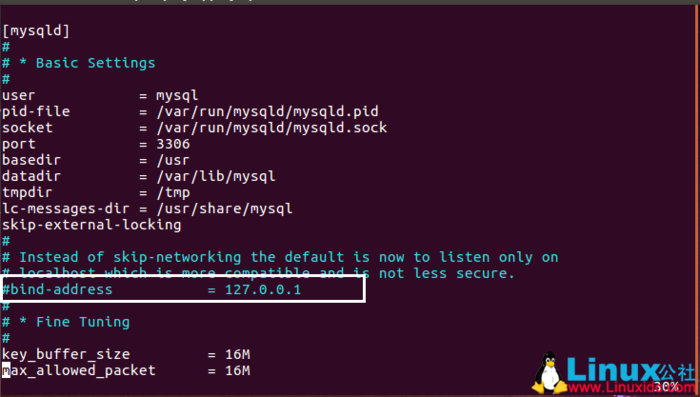 [mysqld]
#
# * Basic Settings
#
user = mysql
pid-file = /var/run/mysqld/mysqld.pid
socket = /var/run/mysqld/mysqld.sock
port = 3306
basedir = /usr
datadir = /var/lib/mysql
tmpdir = /tmp
lc-messages-dir = /usr/share/mysql
skip-external-locking
#
# Instead of skip-networking the default is now to listen only on
# localhost which is more compatible and is not less secure.
#bind-address = 127.0.0.1
#
# * Fine Tuning
#
key_buffer_size = 16M
max_allowed_packet = 16M
Linux公社
www.Linuxidc.com
30%